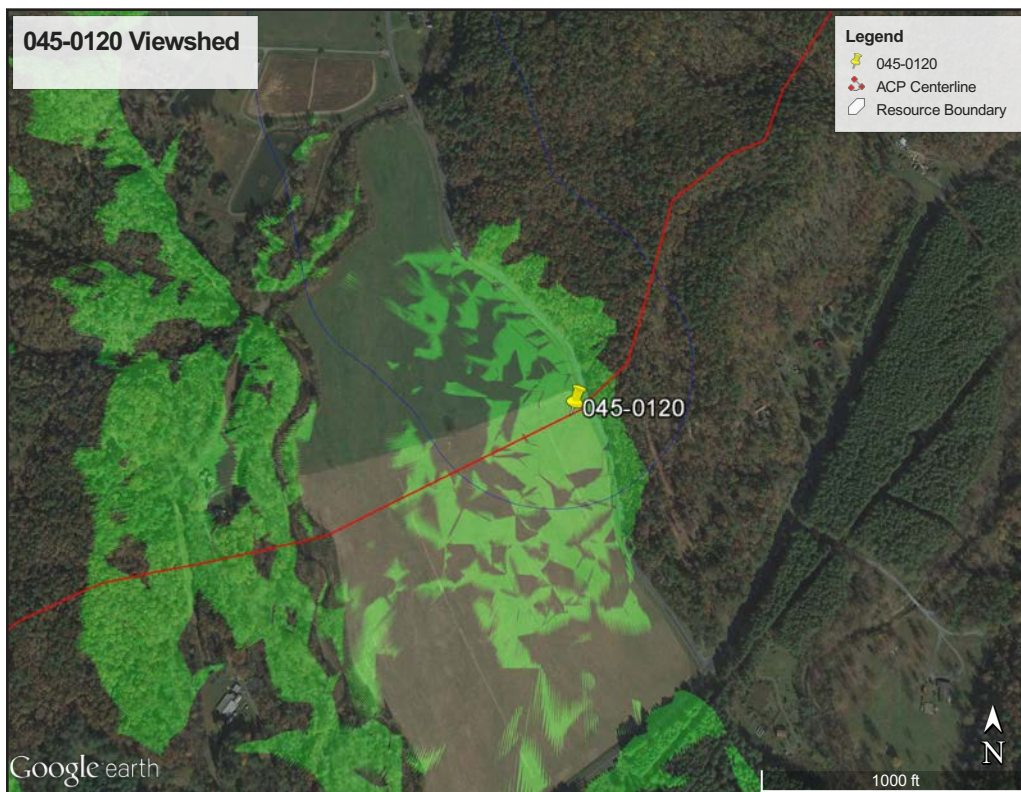 045-0120 Viewshed
Legend
045-0120
ACP Centerline
Resource Boundary
045-0120
Google earth
N
1000 ft